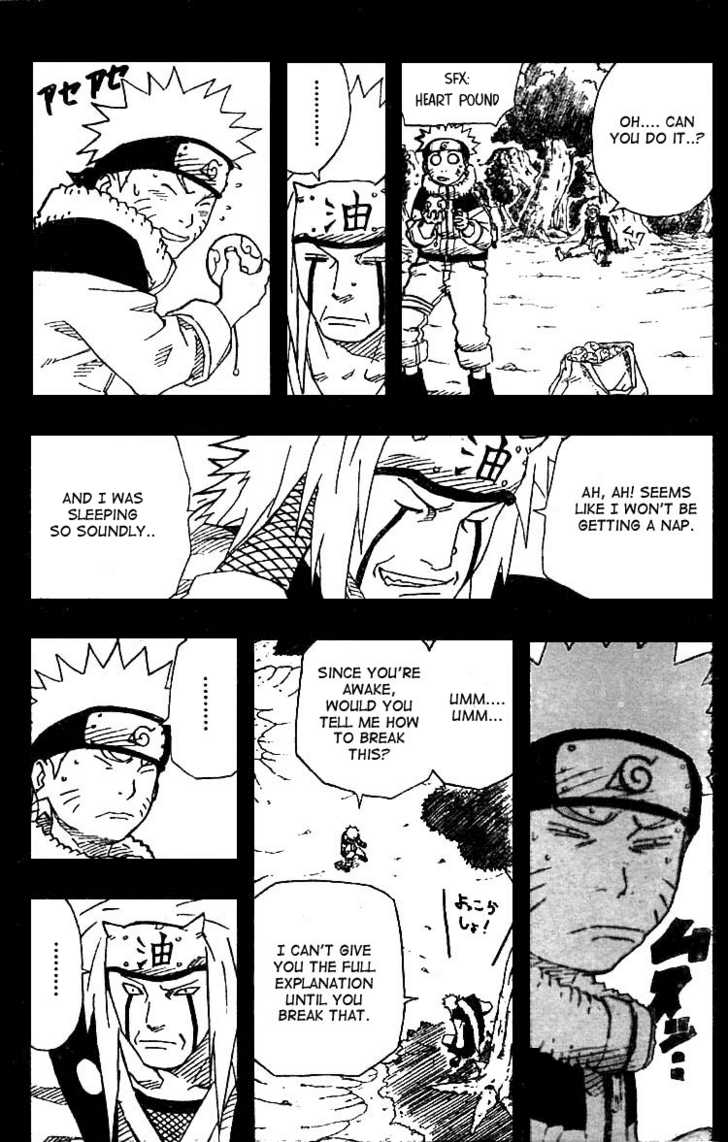 OH.... CAN
YOU DO IT..?
SFX:
HEART POUND
........
油
アセ アセ
AH, AH! SEEMS
LIKE I WON'T BE
GETTING A NAP.
油
AND I WAS
SLEEPING
SO SOUNDLY..
ムスッ…
UMM....
UMM...
SINCE YOU'RE
AWAKE,
WOULD YOU
TELL ME HOW
TO BREAK
THIS?
よっこら
しょ!
I CAN'T GIVE
YOU THE FULL
EXPLANATION
UNTIL YOU
BREAK THAT.
........
........
油